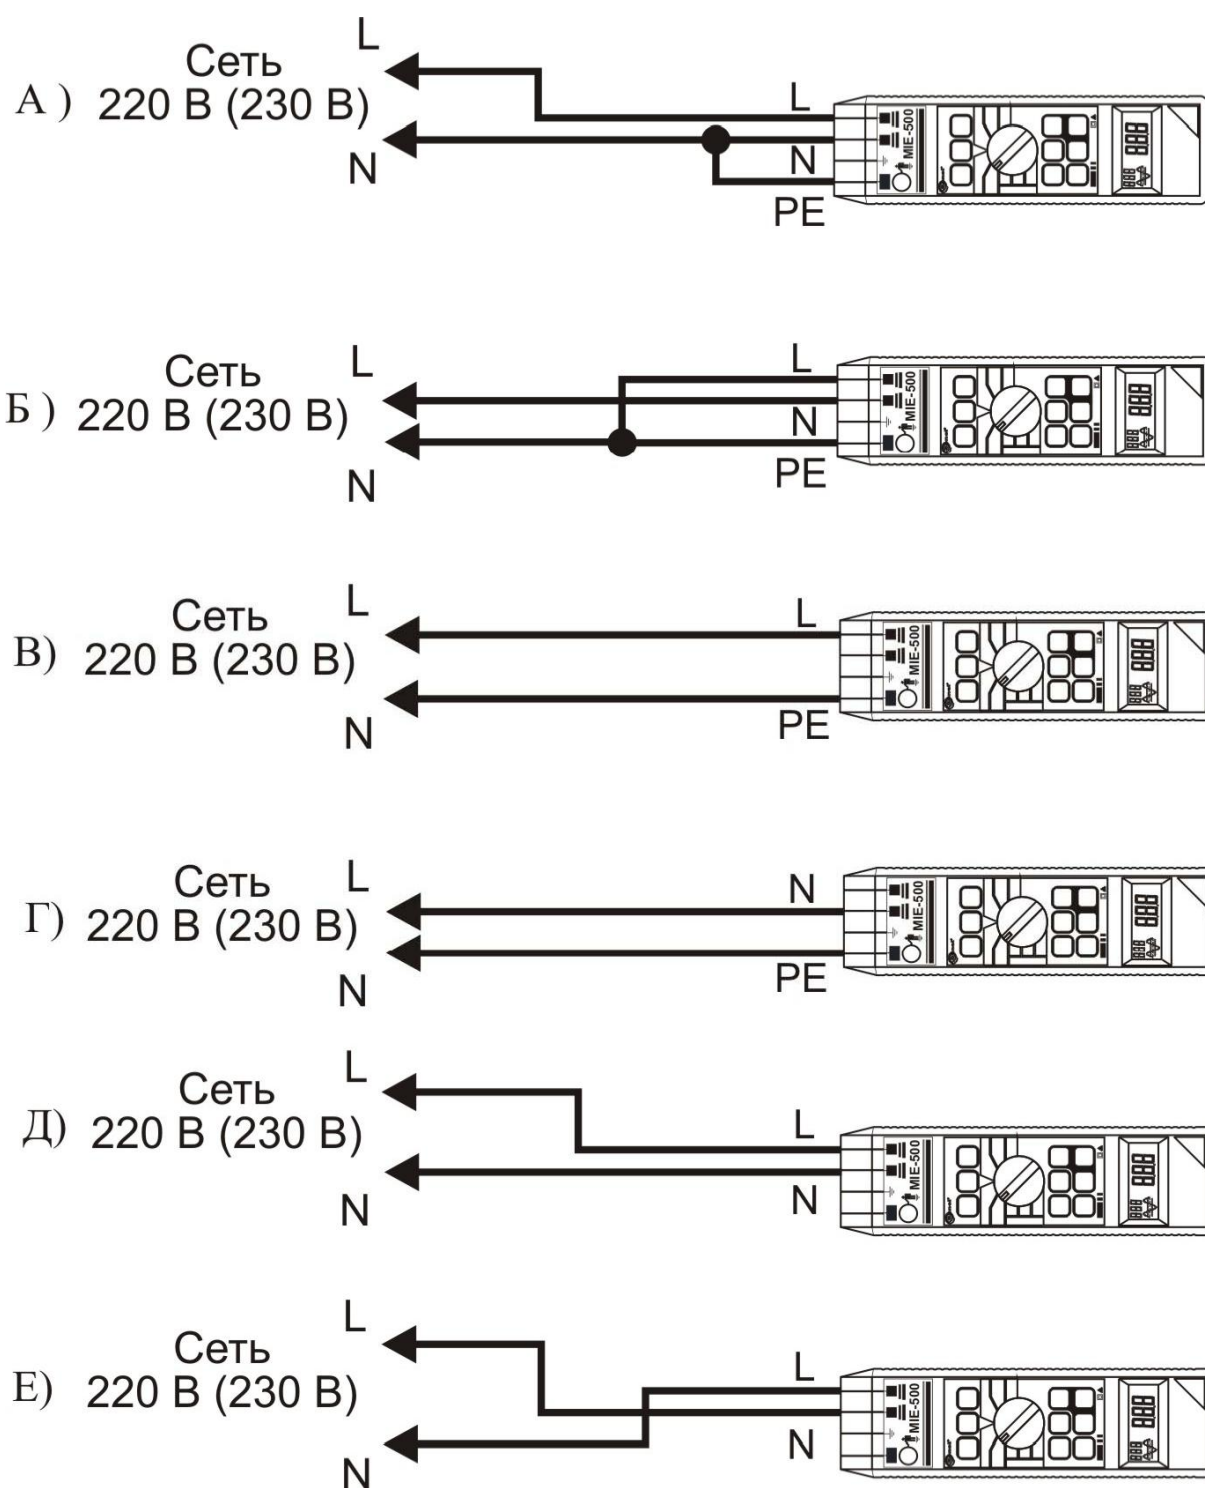 L
Сеть
А ) 220 В (230 В)
L
N
N
PE
MIE-500
L
L
Сеть
Б ) 220 В (230 В)
N
N
PE
MIE-500
L
L
Сеть
В) 220 В (230 В)
N
PE
MIE-500
L
N
Сеть
Г) 220 В (230 В)
N
PE
MIE-500
L
Сеть
Д) 220 В (230 В)
L
N
N
MIE-500
L
Сеть
Е) 220 В (230 В)
L
N
N
MIE-500